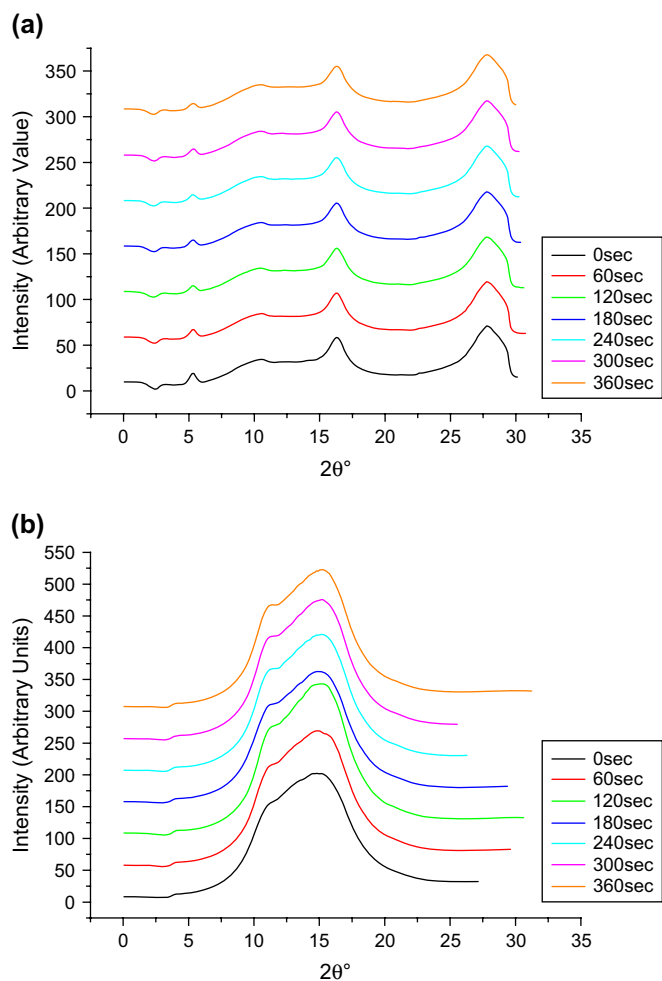 (a)
Intensity (Arbitrary Value)
350
300
250
200
150
100
50
0
0 5 10 15 20 25 30 35
2θ°
0sec
60sec
120sec
180sec
240sec
300sec
360sec
(b)
Intensity (Arbitrary Units)
550
500
450
400
350
300
250
200
150
100
50
0
0 5 10 15 20 25 30 35
2θ°
0sec
60sec
120sec
180sec
240sec
300sec
360sec